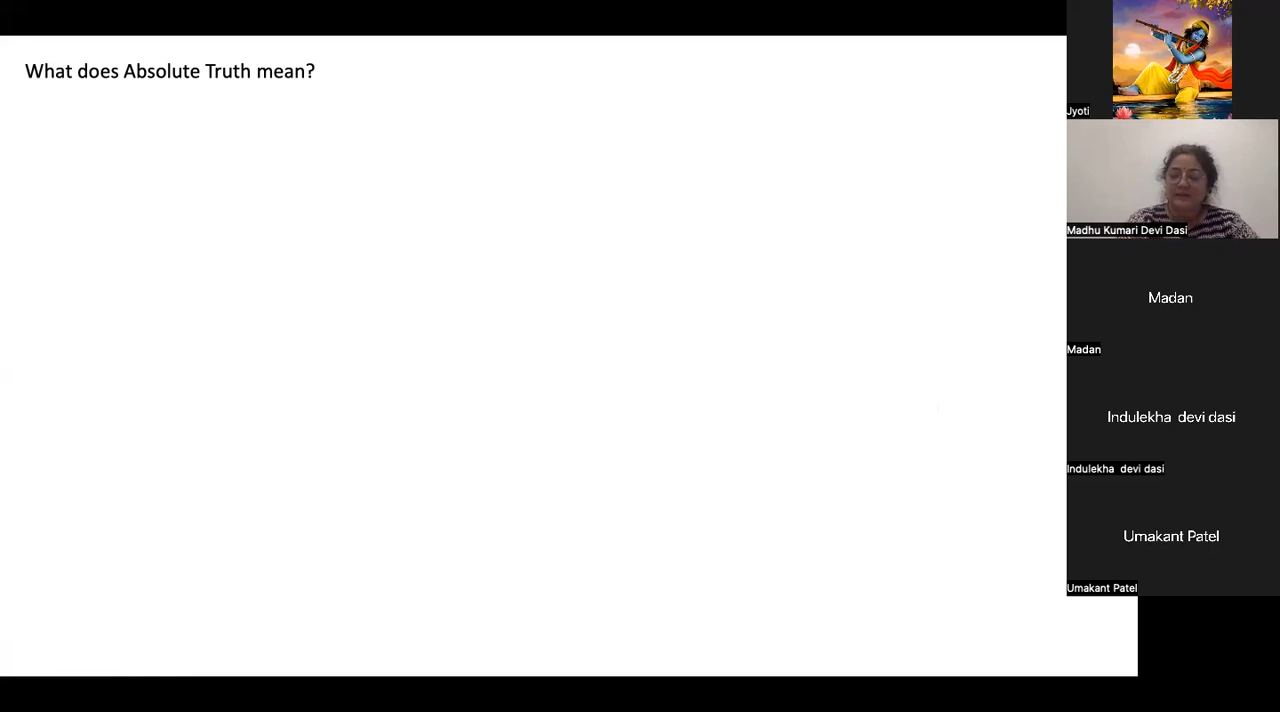 What does Absolute Truth mean?
Jyoti
Madhu Kumari Devi Dasi
Madan
Madan
Indulekha devi dasi
Indulekha devi dasi
Umakant Patel
Umakant Patel